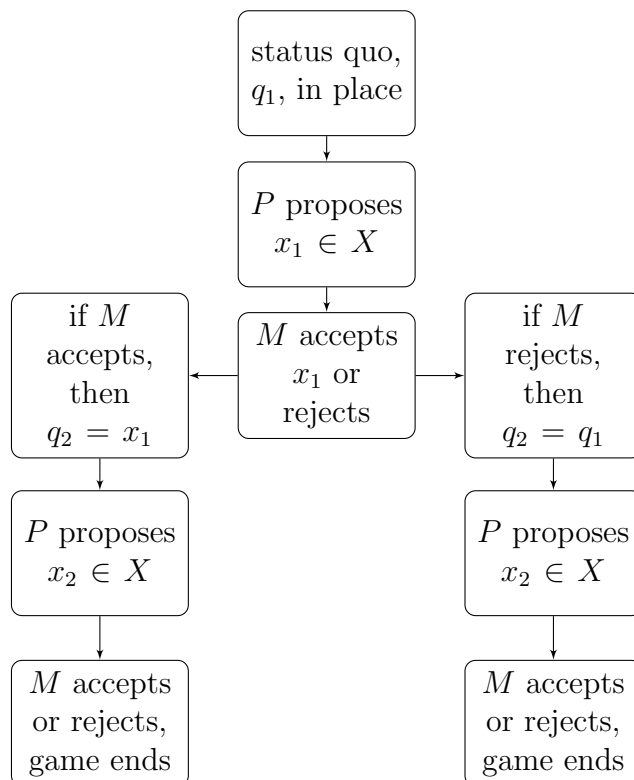 status quo,
q₁, in place
P proposes
x₁ ∈ X
M accepts
x₁ or
rejects
if M
accepts,
then
q₂ = x₁
if M
rejects,
then
q₂ = q₁
P proposes
x₂ ∈ X
P proposes
x₂ ∈ X
M accepts
or rejects,
game ends
M accepts
or rejects,
game ends